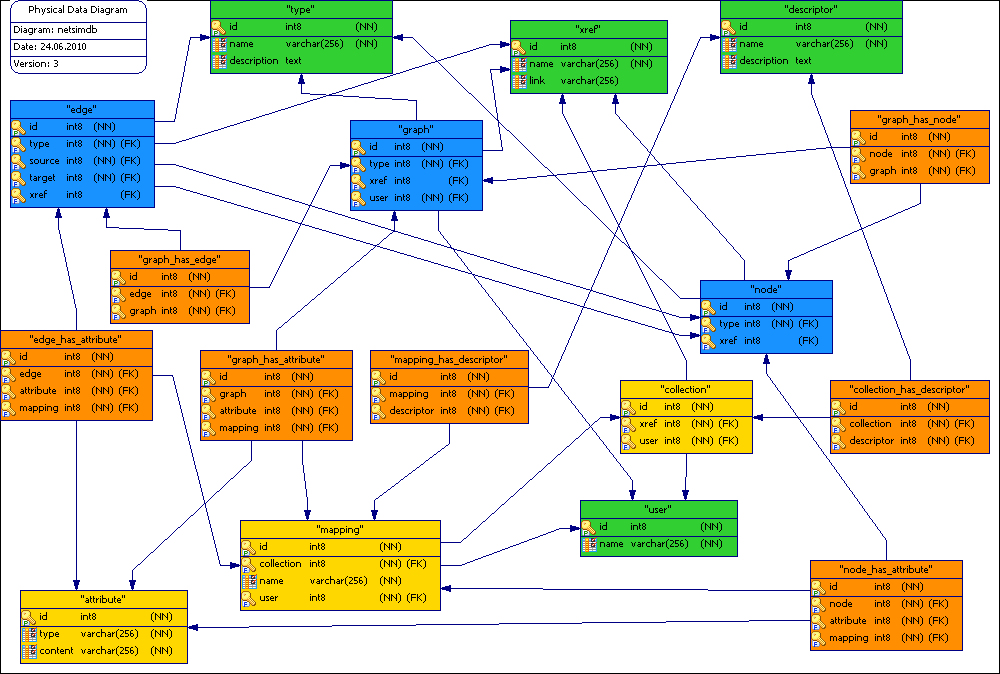 Physical Data Diagram
Diagram: netsimdb
Date: 24.06.2010
Version: 3
"type"
id int8 (NN)
name varchar(256) (NN)
description text
"xref"
id int8 (NN)
name varchar(256) (NN)
link varchar(256)
"descriptor"
id int8 (NN)
name varchar(256) (NN)
description text
"edge"
id int8 (NN)
type int8 (NN) (FK)
source int8 (NN) (FK)
target int8 (NN) (FK)
xref int8 (FK)
"graph"
id int8 (NN)
type int8 (NN) (FK)
xref int8 (FK)
user int8 (NN) (FK)
"graph_has_node"
id int8 (NN)
node int8 (NN) (FK)
graph int8 (NN) (FK)
"graph_has_edge"
id int8 (NN)
edge int8 (NN) (FK)
graph int8 (NN) (FK)
"node"
id int8 (NN)
type int8 (NN) (FK)
xref int8 (FK)
"edge_has_attribute"
id int8 (NN)
edge int8 (NN) (FK)
attribute int8 (NN) (FK)
mapping int8 (NN) (FK)
"graph_has_attribute"
id int8 (NN)
graph int8 (NN) (FK)
attribute int8 (NN) (FK)
mapping int8 (NN) (FK)
"mapping_has_descriptor"
id int8 (NN)
mapping int8 (NN) (FK)
descriptor int8 (NN) (FK)
"collection"
id int8 (NN)
xref int8 (NN) (FK)
user int8 (NN) (FK)
"collection_has_descriptor"
id int8 (NN)
collection int8 (NN) (FK)
descriptor int8 (NN) (FK)
"mapping"
id int8 (NN)
collection int8 (NN) (FK)
name varchar(256) (NN)
user int8 (NN) (FK)
"user"
id int8 (NN)
name varchar(256) (NN)
"attribute"
id int8 (NN)
type varchar(256) (NN)
content varchar(256) (NN)
"node_has_attribute"
id int8 (NN)
node int8 (NN) (FK)
attribute int8 (NN) (FK)
mapping int8 (NN) (FK)